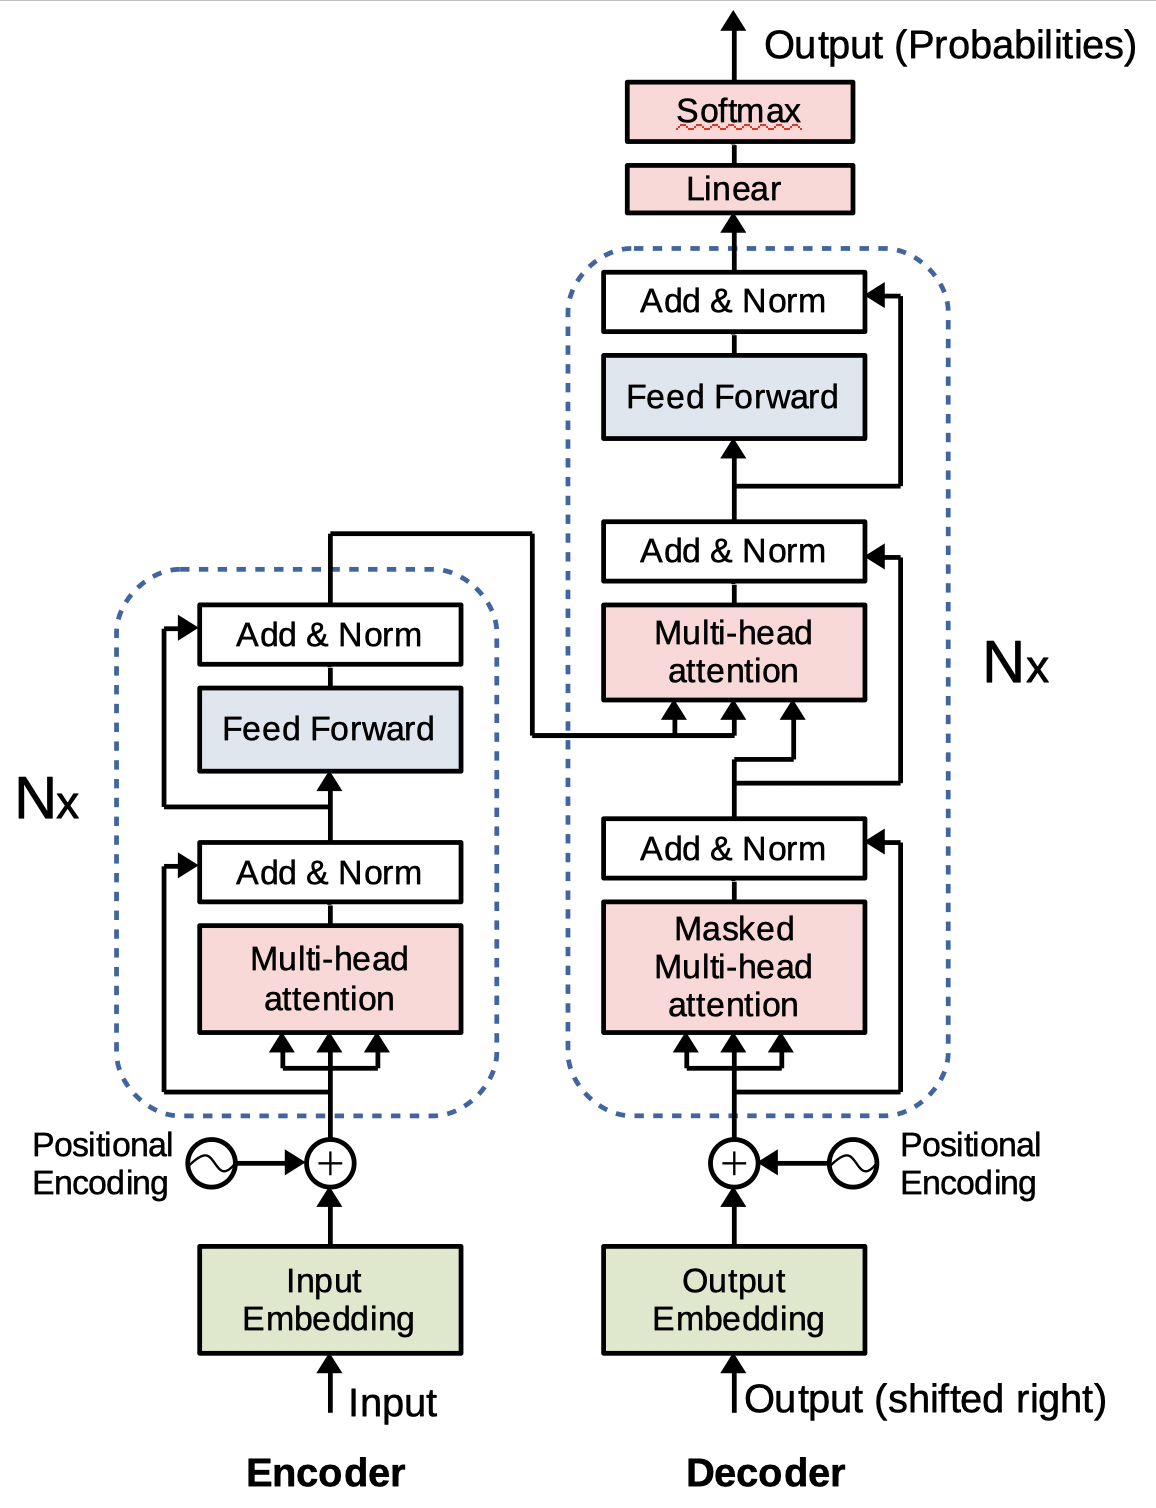 Output (Probabilities)
Softmax
Linear
Add & Norm
Feed Forward
Add & Norm
Multi-head
attention
Nx
Add & Norm
Masked
Multi-head
attention
Positional
Encoding
Output
Embedding
Output (shifted right)
Decoder
Add & Norm
Feed Forward
Nx
Add & Norm
Multi-head
attention
Positional
Encoding
Input
Embedding
Input
Encoder